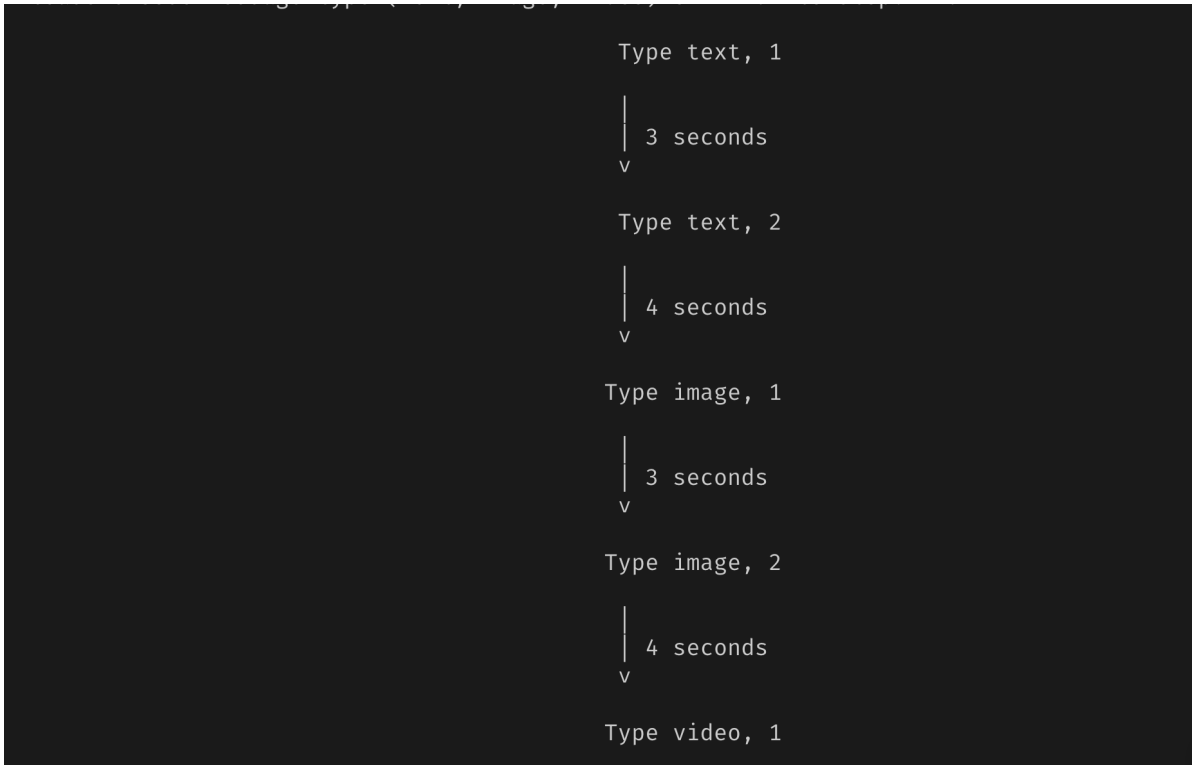 Type text, 1
|
| 3 seconds
v
Type text, 2
|
| 4 seconds
v
Type image, 1
|
| 3 seconds
v
Type image, 2
|
| 4 seconds
v
Type video, 1